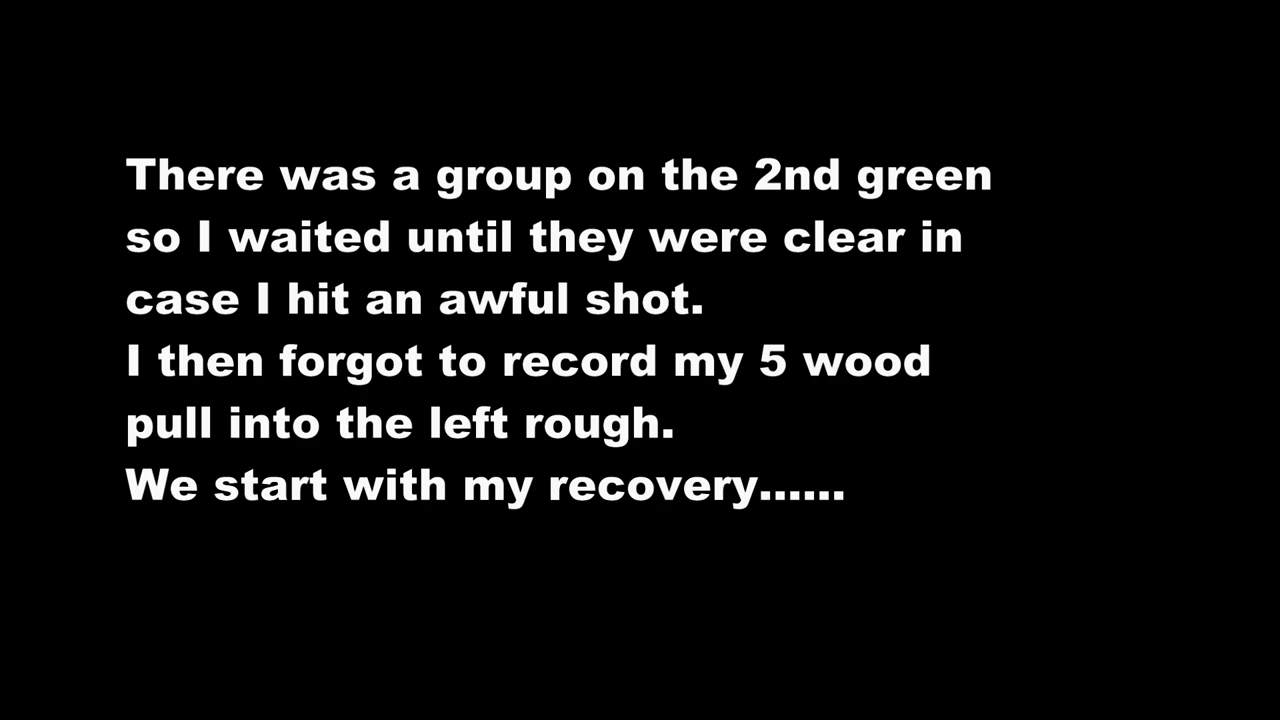 There was a group on the 2nd green
so I waited until they were clear in
case I hit an awful shot.
I then forgot to record my 5 wood
pull into the left rough.
We start with my recovery......